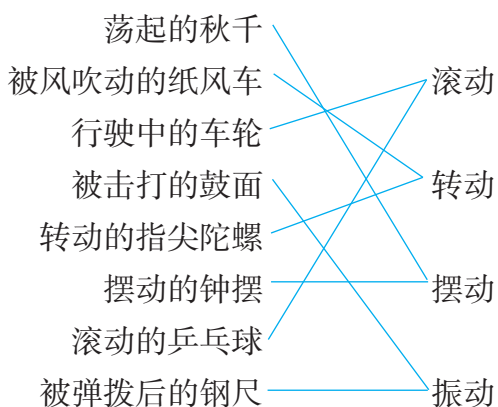 荡起的秋千
被风吹动的纸风车
行驶中的车轮
被击打的鼓面
转动的指尖陀螺
摆动的钟摆
滚动的乒乓球
被弹拨后的钢尺
滚动
转动
摆动
振动